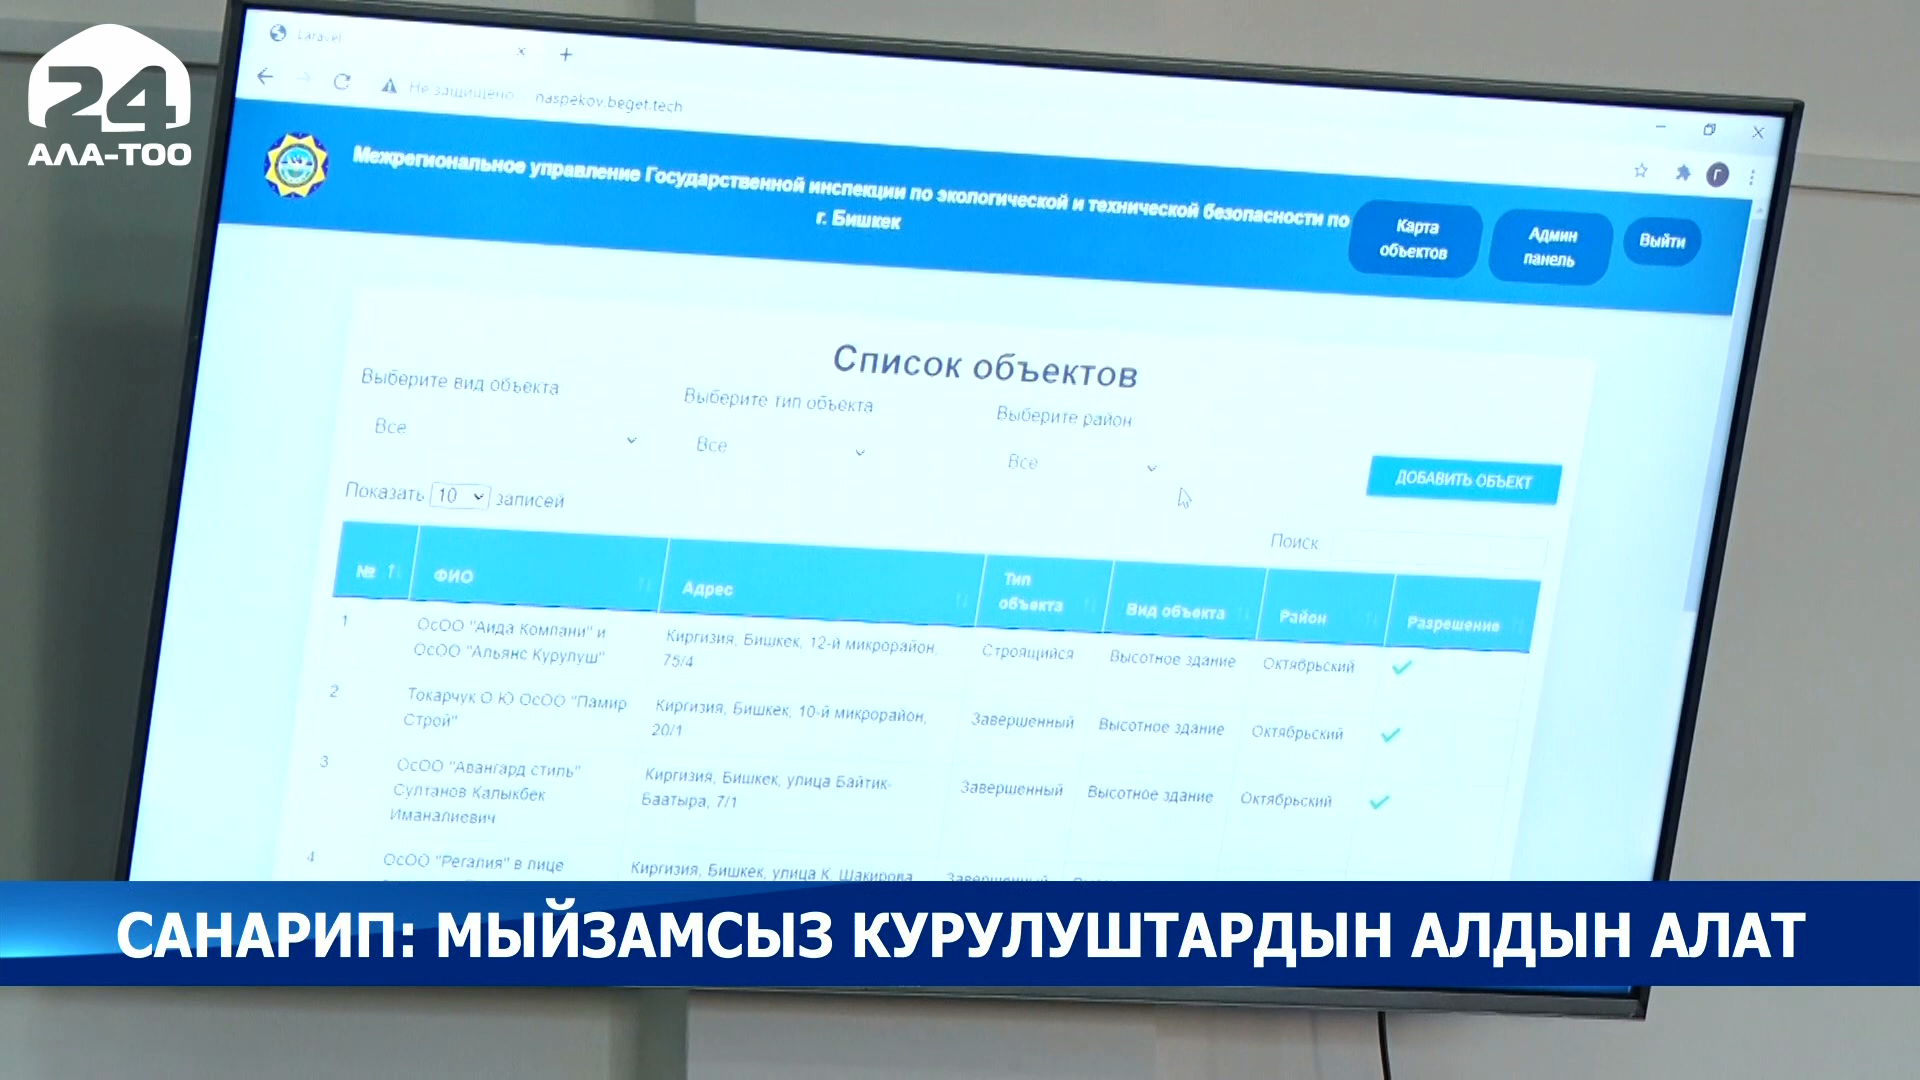 24
АЛА-ТОО
Laravel
Не защищено naspekov.beget.tech
Межрегиональное управление Государственной инспекции по экологической и технической безопасности по
г. Бишкек
Карта
объектов
Админ
панель
Выйти
Список объектов
Выберите вид объекта
Выберите тип объекта
Выберите район
Все
Все
Все
ДОБАВИТЬ ОБЪЕКТ
Показать 10 записей
Поиск
№ ФИО Адрес Тип объекта Вид объекта Район Разрешение
1 ОсОО "Аида Компани" и Киргизия, Бишкек, 12-й микрорайон, Строящийся Высотное здание Октябрьский
ОсОО "Альянс Курулуш" 75/4
2 Токарчук О Ю ОсОО "Памир Киргизия, Бишкек, 10-й микрорайон, Завершенный Высотное здание Октябрьский
Строй" 20/1
3 ОсОО "Авангард стиль" Киргизия, Бишкек, улица Байтик- Завершенный Высотное здание Октябрьский
Султанов Калыкбек Баатыра, 7/1
Иманалиевич
4 ОсОО "Регалия" в лице Киргизия, Бишкек, улица К. Шакирова Завершенный
САНАРИП: МЫЙЗАМСЫЗ КУРУЛУШТАРДЫН АЛДЫН АЛАТ